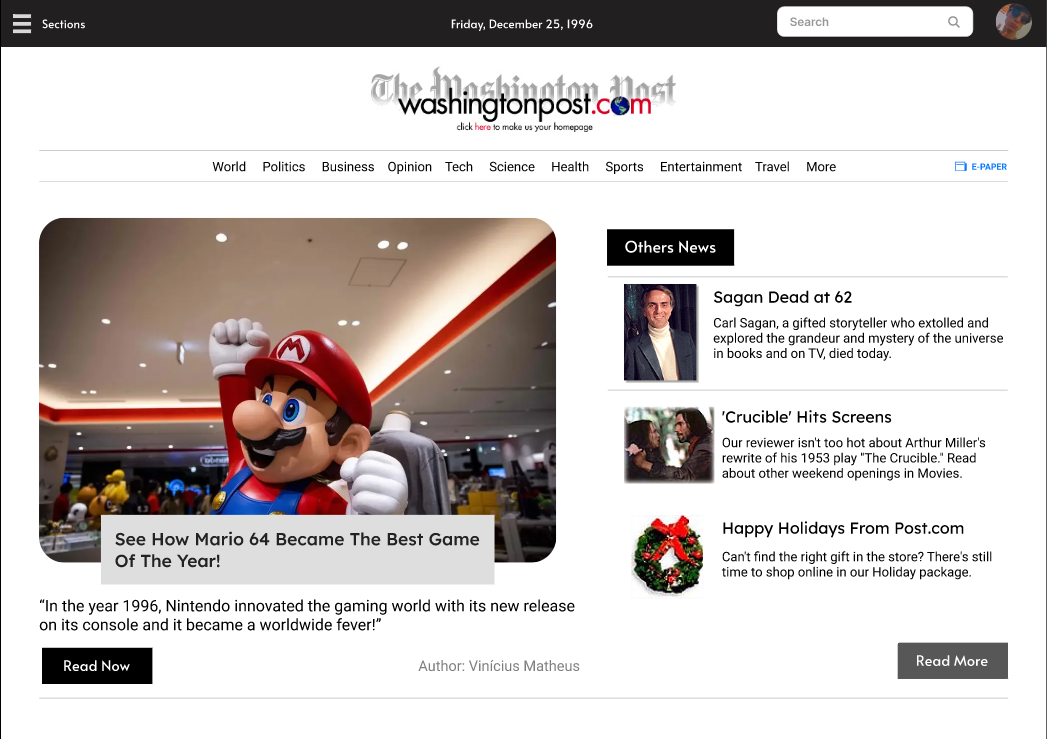 Sections
Friday, December 25, 1996
Search
The Washington Post
washingtonpost.com
click here to make us your homepage
World Politics Business Opinion Tech Science Health Sports Entertainment Travel More
E-PAPER
M
See How Mario 64 Became The Best Game
Of The Year!
“In the year 1996, Nintendo innovated the gaming world with its new release
on its console and it became a worldwide fever!”
Read Now
Author: Vinícius Matheus
Others News
Sagan Dead at 62
Carl Sagan, a gifted storyteller who extolled and
explored the grandeur and mystery of the universe
in books and on TV, died today.
'Crucible' Hits Screens
Our reviewer isn't too hot about Arthur Miller's
rewrite of his 1953 play "The Crucible." Read
about other weekend openings in Movies.
Happy Holidays From Post.com
Can't find the right gift in the store? There's still
time to shop online in our Holiday package.
Read More